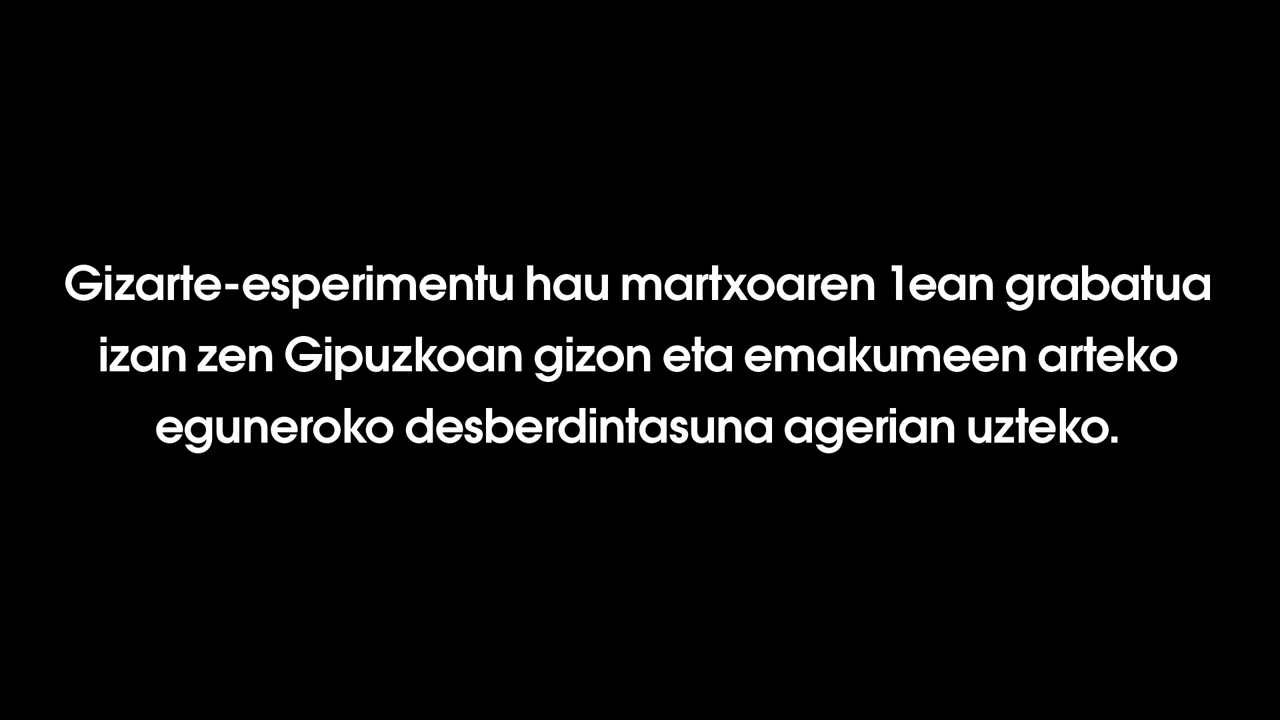 Gizarte-esperimentu hau martxoaren 1ean grabatua
izan zen Gipuzkoan gizon eta emakumeen arteko
eguneroko desberdintasuna agerian uzteko.